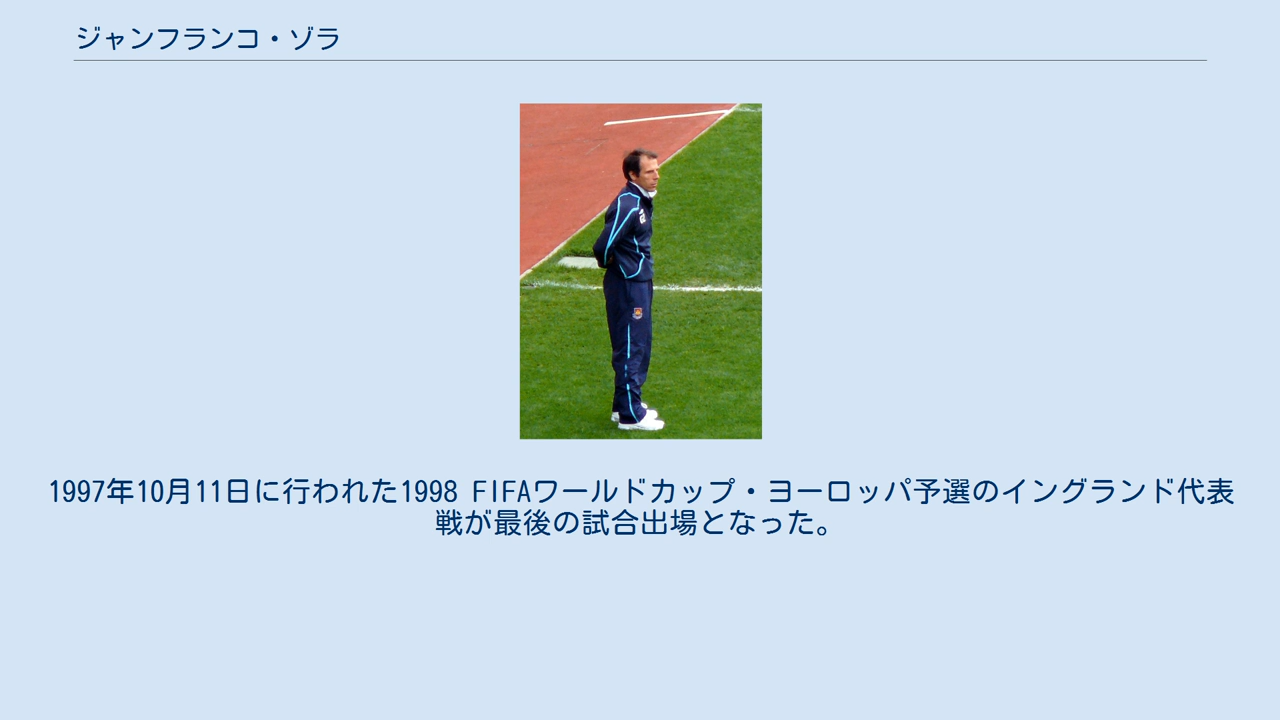 ジャンフランコ・ゾラ
1997年10月11日に行われた1998 FIFAワールドカップ・ヨーロッパ予選のイングランド代表
戦が最後の試合出場となった。